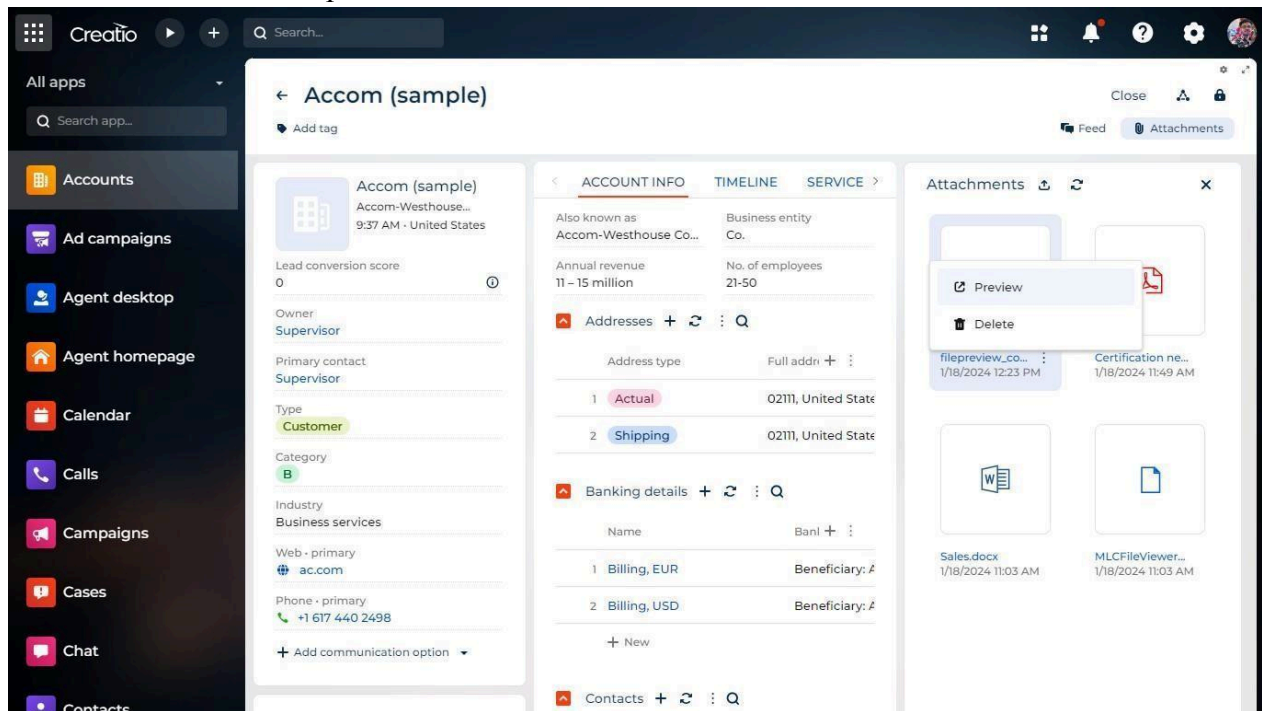 Creatio
Search...
All apps
Search app...
Accounts
Ad campaigns
Agent desktop
Agent homepage
Calendar
Calls
Campaigns
Cases
Chat
Contacts
Accom (sample)
Add tag
Close
Feed
Attachments
Accom (sample)
Accom-Westhouse...
9:37 AM • United States
Lead conversion score
0
Owner
Supervisor
Primary contact
Supervisor
Type
Customer
Category
B
Industry
Business services
Web • primary
ac.com
Phone • primary
+1 617 440 2498
Add communication option
ACCOUNT INFO TIMELINE SERVICE
Also known as Business entity
Accom-Westhouse Co... Co.
Annual revenue No. of employees
11 – 15 million 21-50
Addresses
Address type Full addr
1 Actual 02111, United State
2 Shipping 02111, United State
Banking details
Name Banl
1 Billing, EUR Beneficiary: A
2 Billing, USD Beneficiary: A
+ New
Contacts
Attachments
Preview
Delete
filepreview_co... Certification ne...
1/18/2024 12:23 PM 1/18/2024 11:49 AM
Sales.docx MLCFileViewer...
1/18/2024 11:03 AM 1/18/2024 11:03 AM